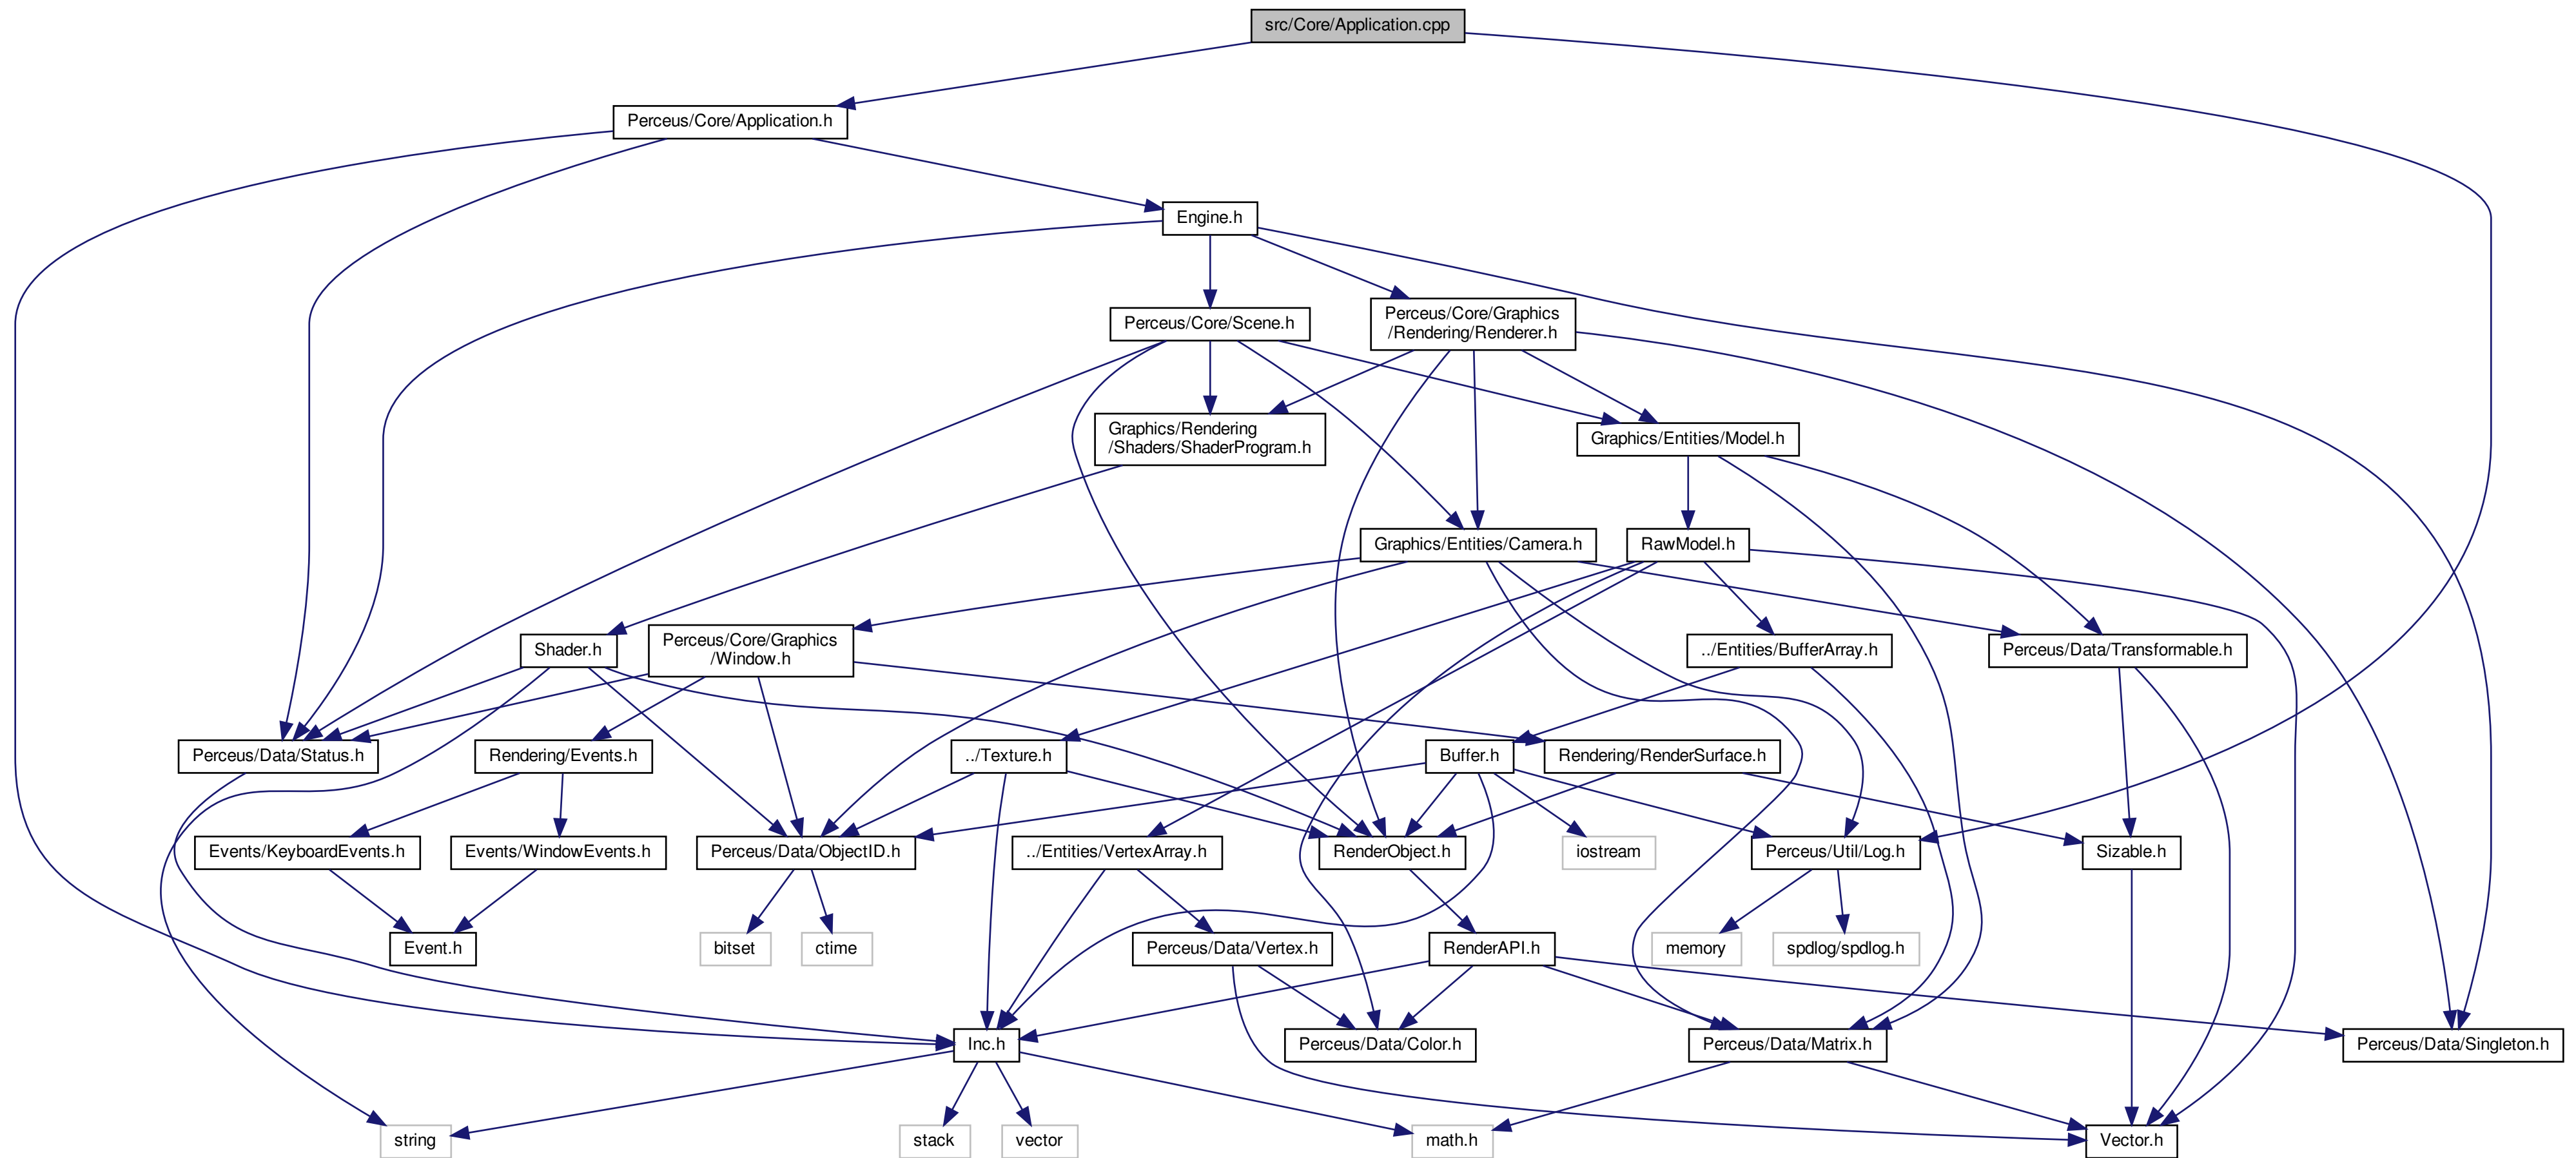 src/Core/Application.cpp
Perceus/Core/Application.h
Engine.h
Perceus/Core/Scene.h
Perceus/Core/Graphics
/Rendering/Renderer.h
Graphics/Rendering
/Shaders/ShaderProgram.h
Graphics/Entities/Model.h
Graphics/Entities/Camera.h
RawModel.h
Shader.h
Perceus/Core/Graphics
/Window.h
../Entities/BufferArray.h
Perceus/Data/Transformable.h
Perceus/Data/Status.h
Rendering/Events.h
../Texture.h
Buffer.h
Rendering/RenderSurface.h
Events/KeyboardEvents.h
Events/WindowEvents.h
Perceus/Data/ObjectID.h
../Entities/VertexArray.h
RenderObject.h
iostream
Perceus/Util/Log.h
Sizable.h
Event.h
bitset
ctime
Perceus/Data/Vertex.h
RenderAPI.h
memory
spdlog/spdlog.h
Inc.h
Perceus/Data/Color.h
Perceus/Data/Matrix.h
Perceus/Data/Singleton.h
string
stack
vector
math.h
Vector.h